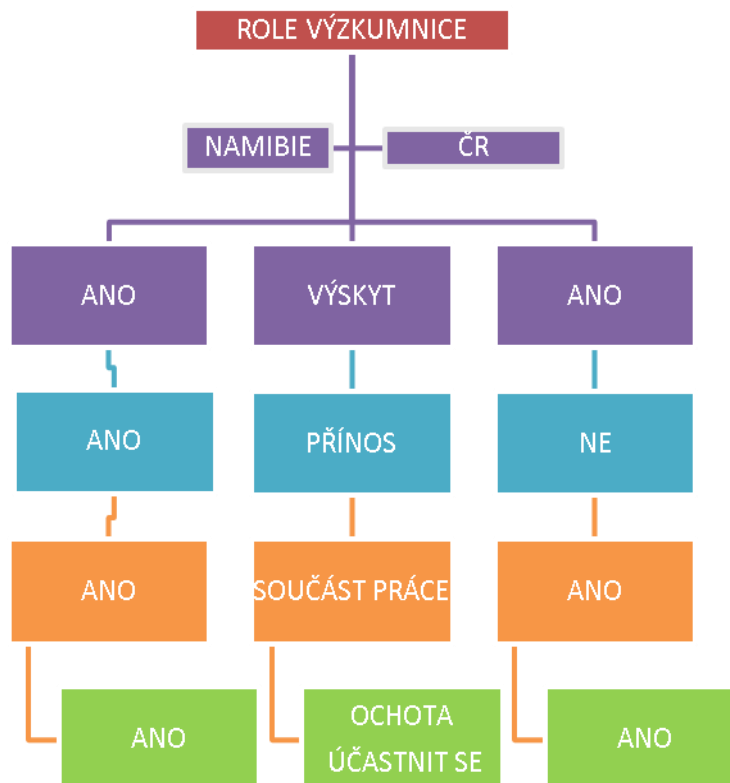 ROLE VÝZKUMNICE
NAMIBIE
ČR
ANO
VÝSKYT
ANO
ANO
PŘÍNOS
NE
ANO
SOUČÁST PRÁCE
ANO
ANO
OCHOTA
ÚČASTNIT SE
ANO